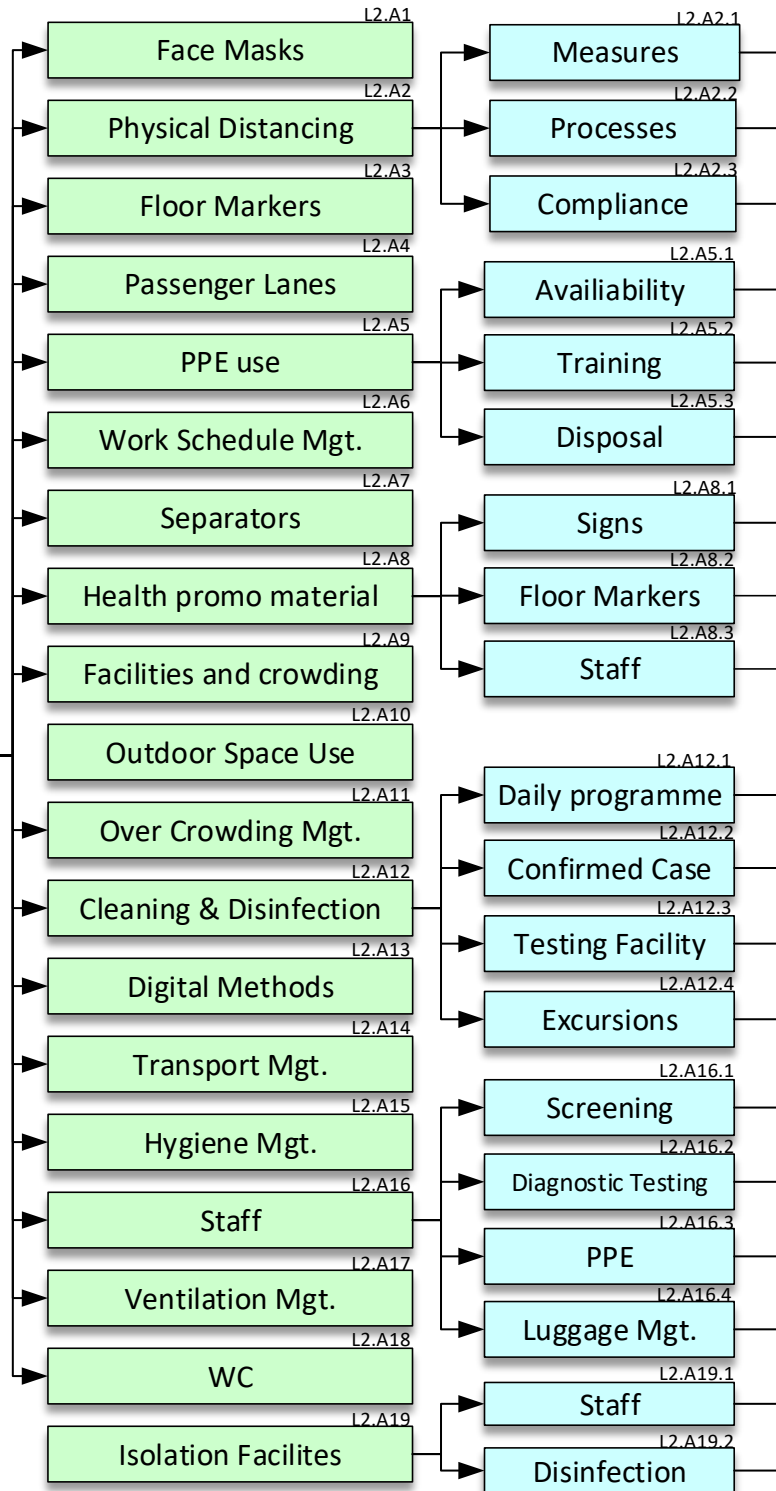 L2.A1
Face Masks
L2.A2
Physical Distancing
L2.A3
Floor Markers
L2.A4
Passenger Lanes
L2.A5
PPE use
L2.A6
Work Schedule Mgt.
L2.A7
Separators
L2.A8
Health promo material
L2.A9
Facilities and crowding
L2.A10
Outdoor Space Use
L2.A11
Over Crowding Mgt.
L2.A12
Cleaning & Disinfection
L2.A13
Digital Methods
L2.A14
Transport Mgt.
L2.A15
Hygiene Mgt.
L2.A16
Staff
L2.A17
Ventilation Mgt.
L2.A18
WC
L2.A19
Isolation Facilites
L2.A2.1
Measures
L2.A2.2
Processes
L2.A2.3
Compliance
L2.A5.1
Availiability
L2.A5.2
Training
L2.A5.3
Disposal
L2.A8.1
Signs
L2.A8.2
Floor Markers
L2.A8.3
Staff
L2.A12.1
Daily programme
L2.A12.2
Confirmed Case
L2.A12.3
Testing Facility
L2.A12.4
Excursions
L2.A16.1
Screening
L2.A16.2
Diagnostic Testing
L2.A16.3
PPE
L2.A16.4
Luggage Mgt.
L2.A19.1
Staff
L2.A19.2
Disinfection